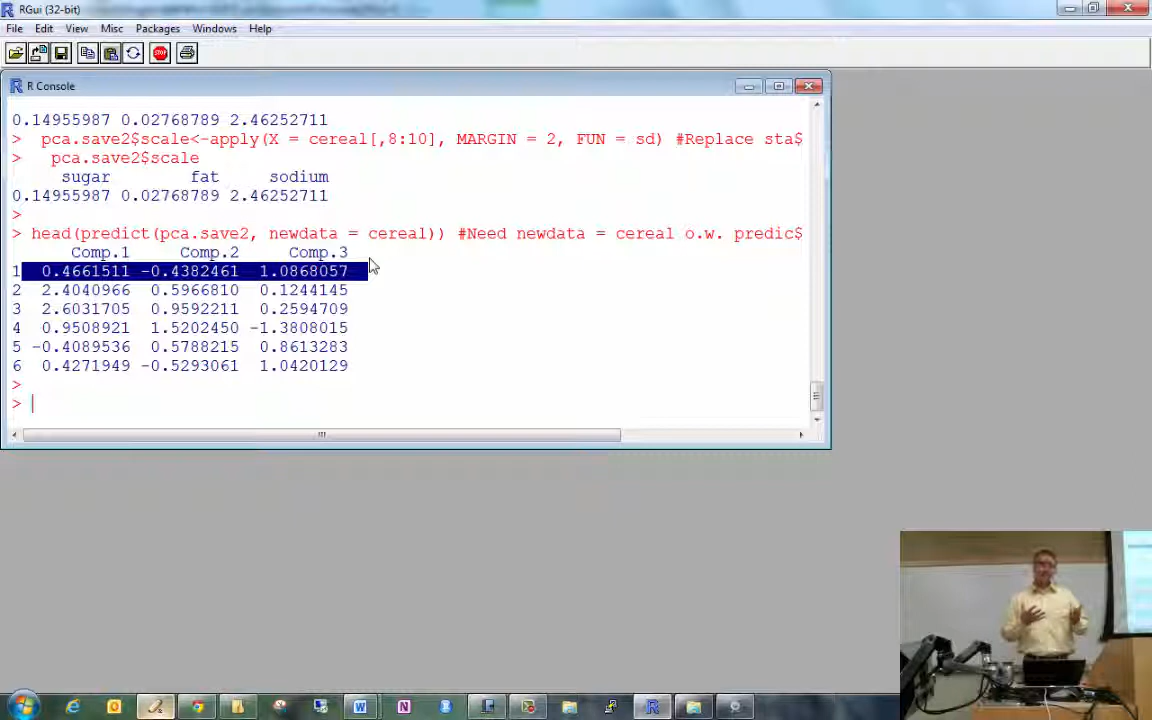 RGui (32-bit)
File Edit View Misc Packages Windows Help
STOP
R Console
0.14955987 0.02768789 2.46252711
> pca.save2$scale<-apply(X = cereal[,8:10], MARGIN = 2, FUN = sd) #Replace sta$
> pca.save2$scale
sugar fat sodium
0.14955987 0.02768789 2.46252711
>
> head(predict(pca.save2, newdata = cereal)) #Need newdata = cereal o.w. predic$
Comp.1 Comp.2 Comp.3
1 0.4661511 -0.4382461 1.0868057
2 2.4040966 0.5966810 0.1244145
3 2.6031705 0.9592211 0.2594709
4 0.9508921 1.5202450 -1.3808015
5 -0.4089536 0.5788215 0.8613283
6 0.4271949 -0.5293061 1.0420129
>
>